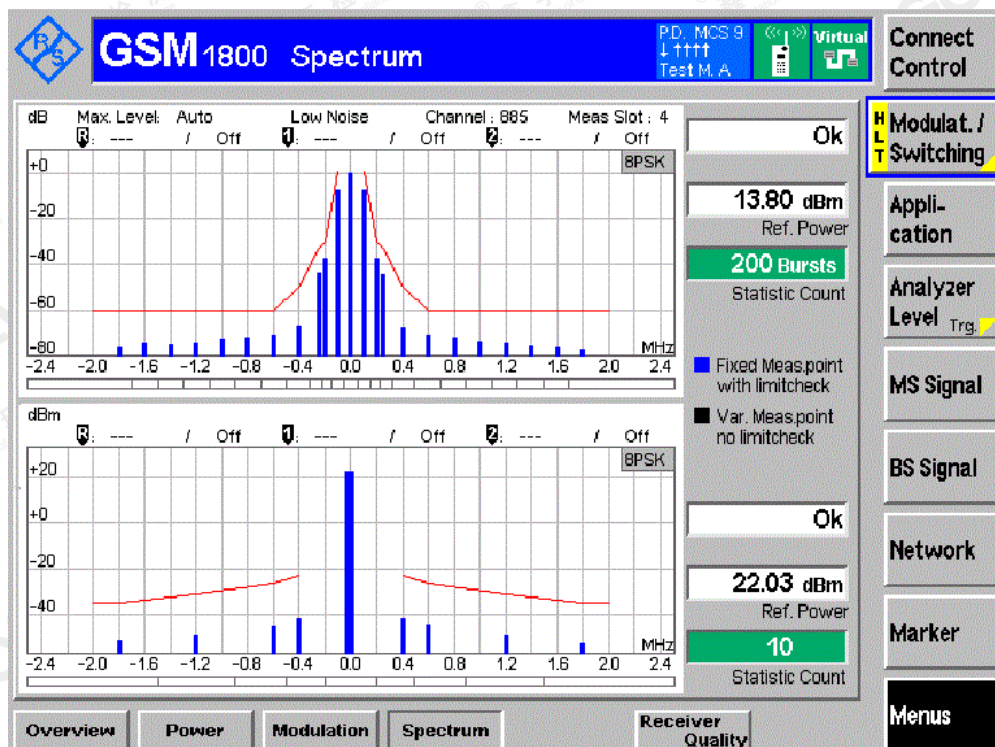 R/S
GSM 1800 Spectrum
P.D. MCS 9
Test M. A.
Virtual
Connect Control
dB Max. Level: Auto Low Noise Channel : 885 Meas Slot : 4
R: --- / Off 1: --- / Off 2: --- / Off
8PSK
+0
-20
-40
-60
-80
MHz
-2.4 -2.0 -1.6 -1.2 -0.8 -0.4 0.0 0.4 0.8 1.2 1.6 2.0 2.4
Ok
13.80 dBm
Ref. Power
200 Bursts
Statistic Count
Fixed Meas.point
with limitcheck
Var. Meas.point
no limitcheck
dBm
R: --- / Off 1: --- / Off 2: --- / Off
8PSK
+20
+0
-20
-40
MHz
-2.4 -2.0 -1.6 -1.2 -0.8 -0.4 0.0 0.4 0.8 1.2 1.6 2.0 2.4
Ok
22.03 dBm
Ref. Power
10
Statistic Count
HLT
Modulat. /
Switching
Appli-
cation
Analyzer
Level Trg.
MS Signal
BS Signal
Network
Marker
Menus
Overview Power Modulation Spectrum Receiver
Quality